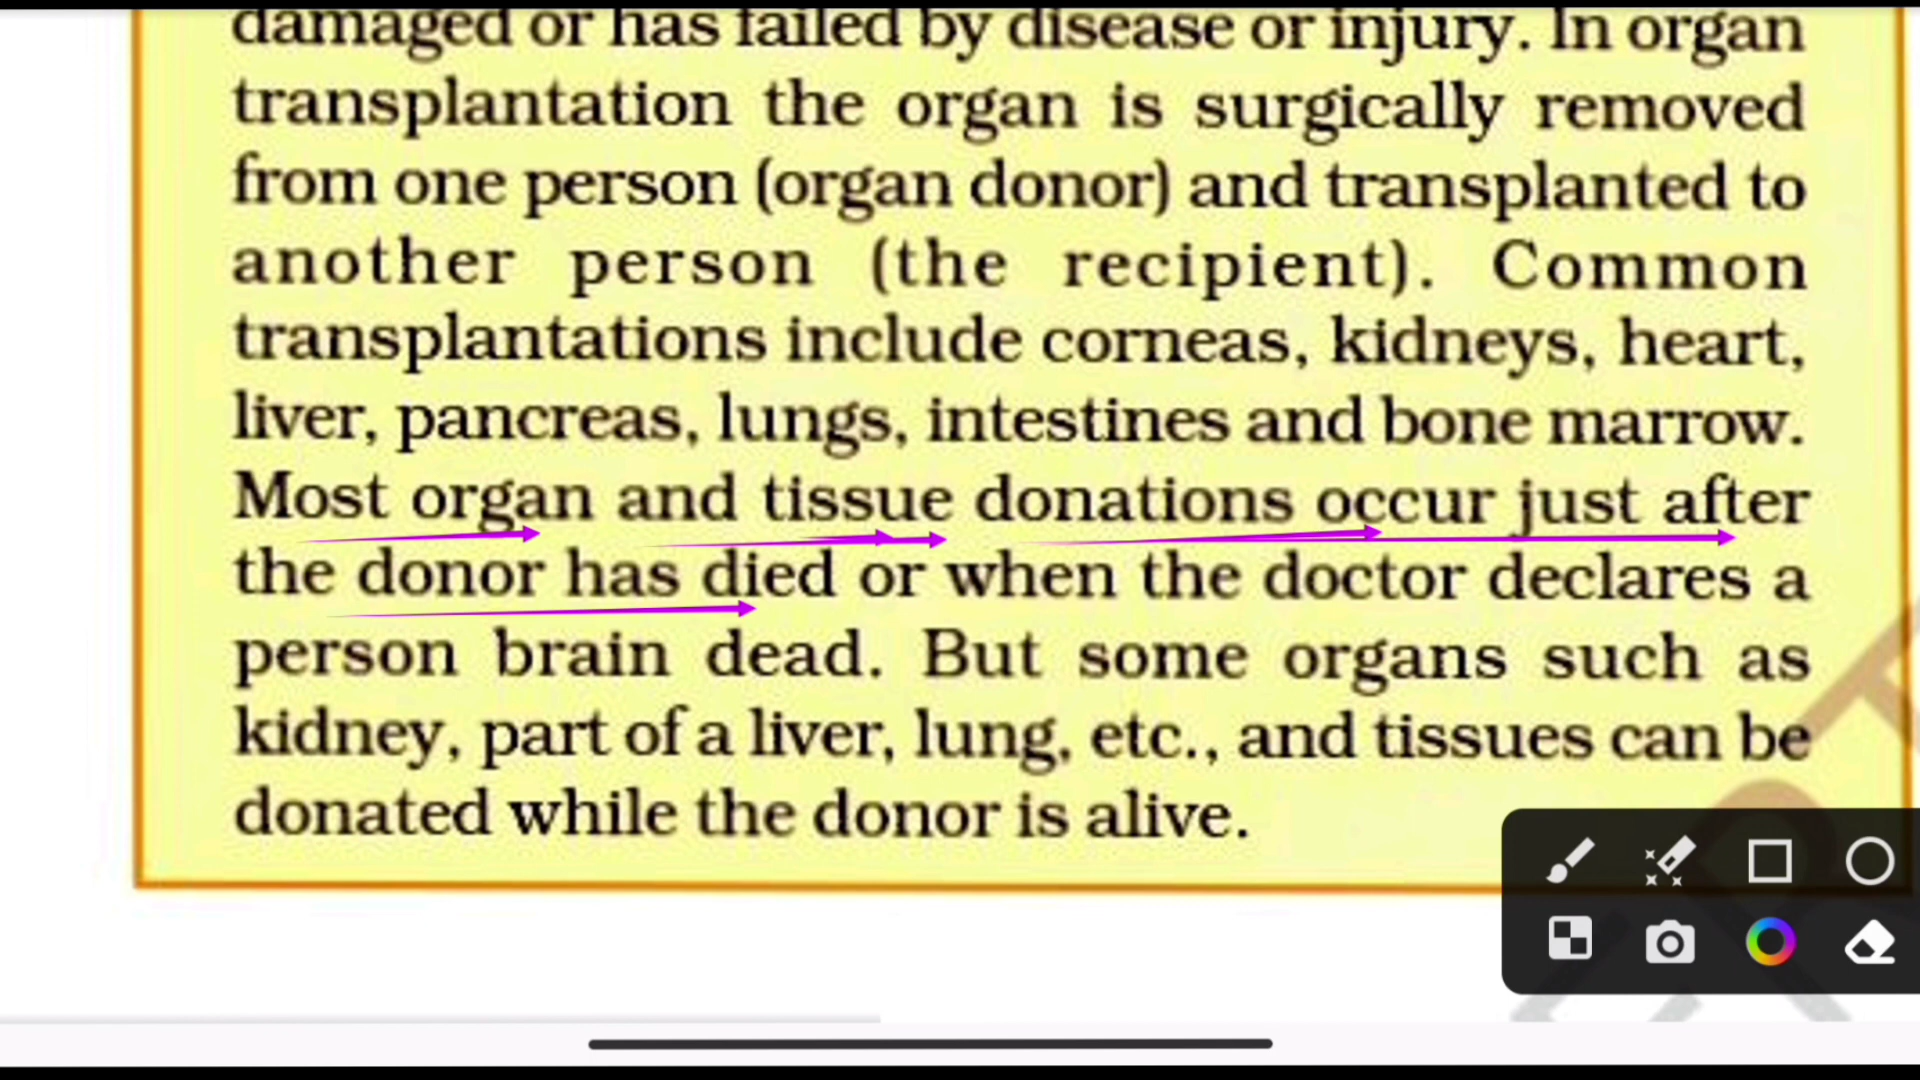 damaged or has failed by disease or injury. In organ
transplantation the organ is surgically removed
from one person (organ donor) and transplanted to
another person (the recipient). Common
transplantations include corneas, kidneys, heart,
liver, pancreas, lungs, intestines and bone marrow.
Most organ and tissue donations occur just after
the donor has died or when the doctor declares a
person brain dead. But some organs such as
kidney, part of a liver, lung, etc., and tissues can be
donated while the donor is alive.